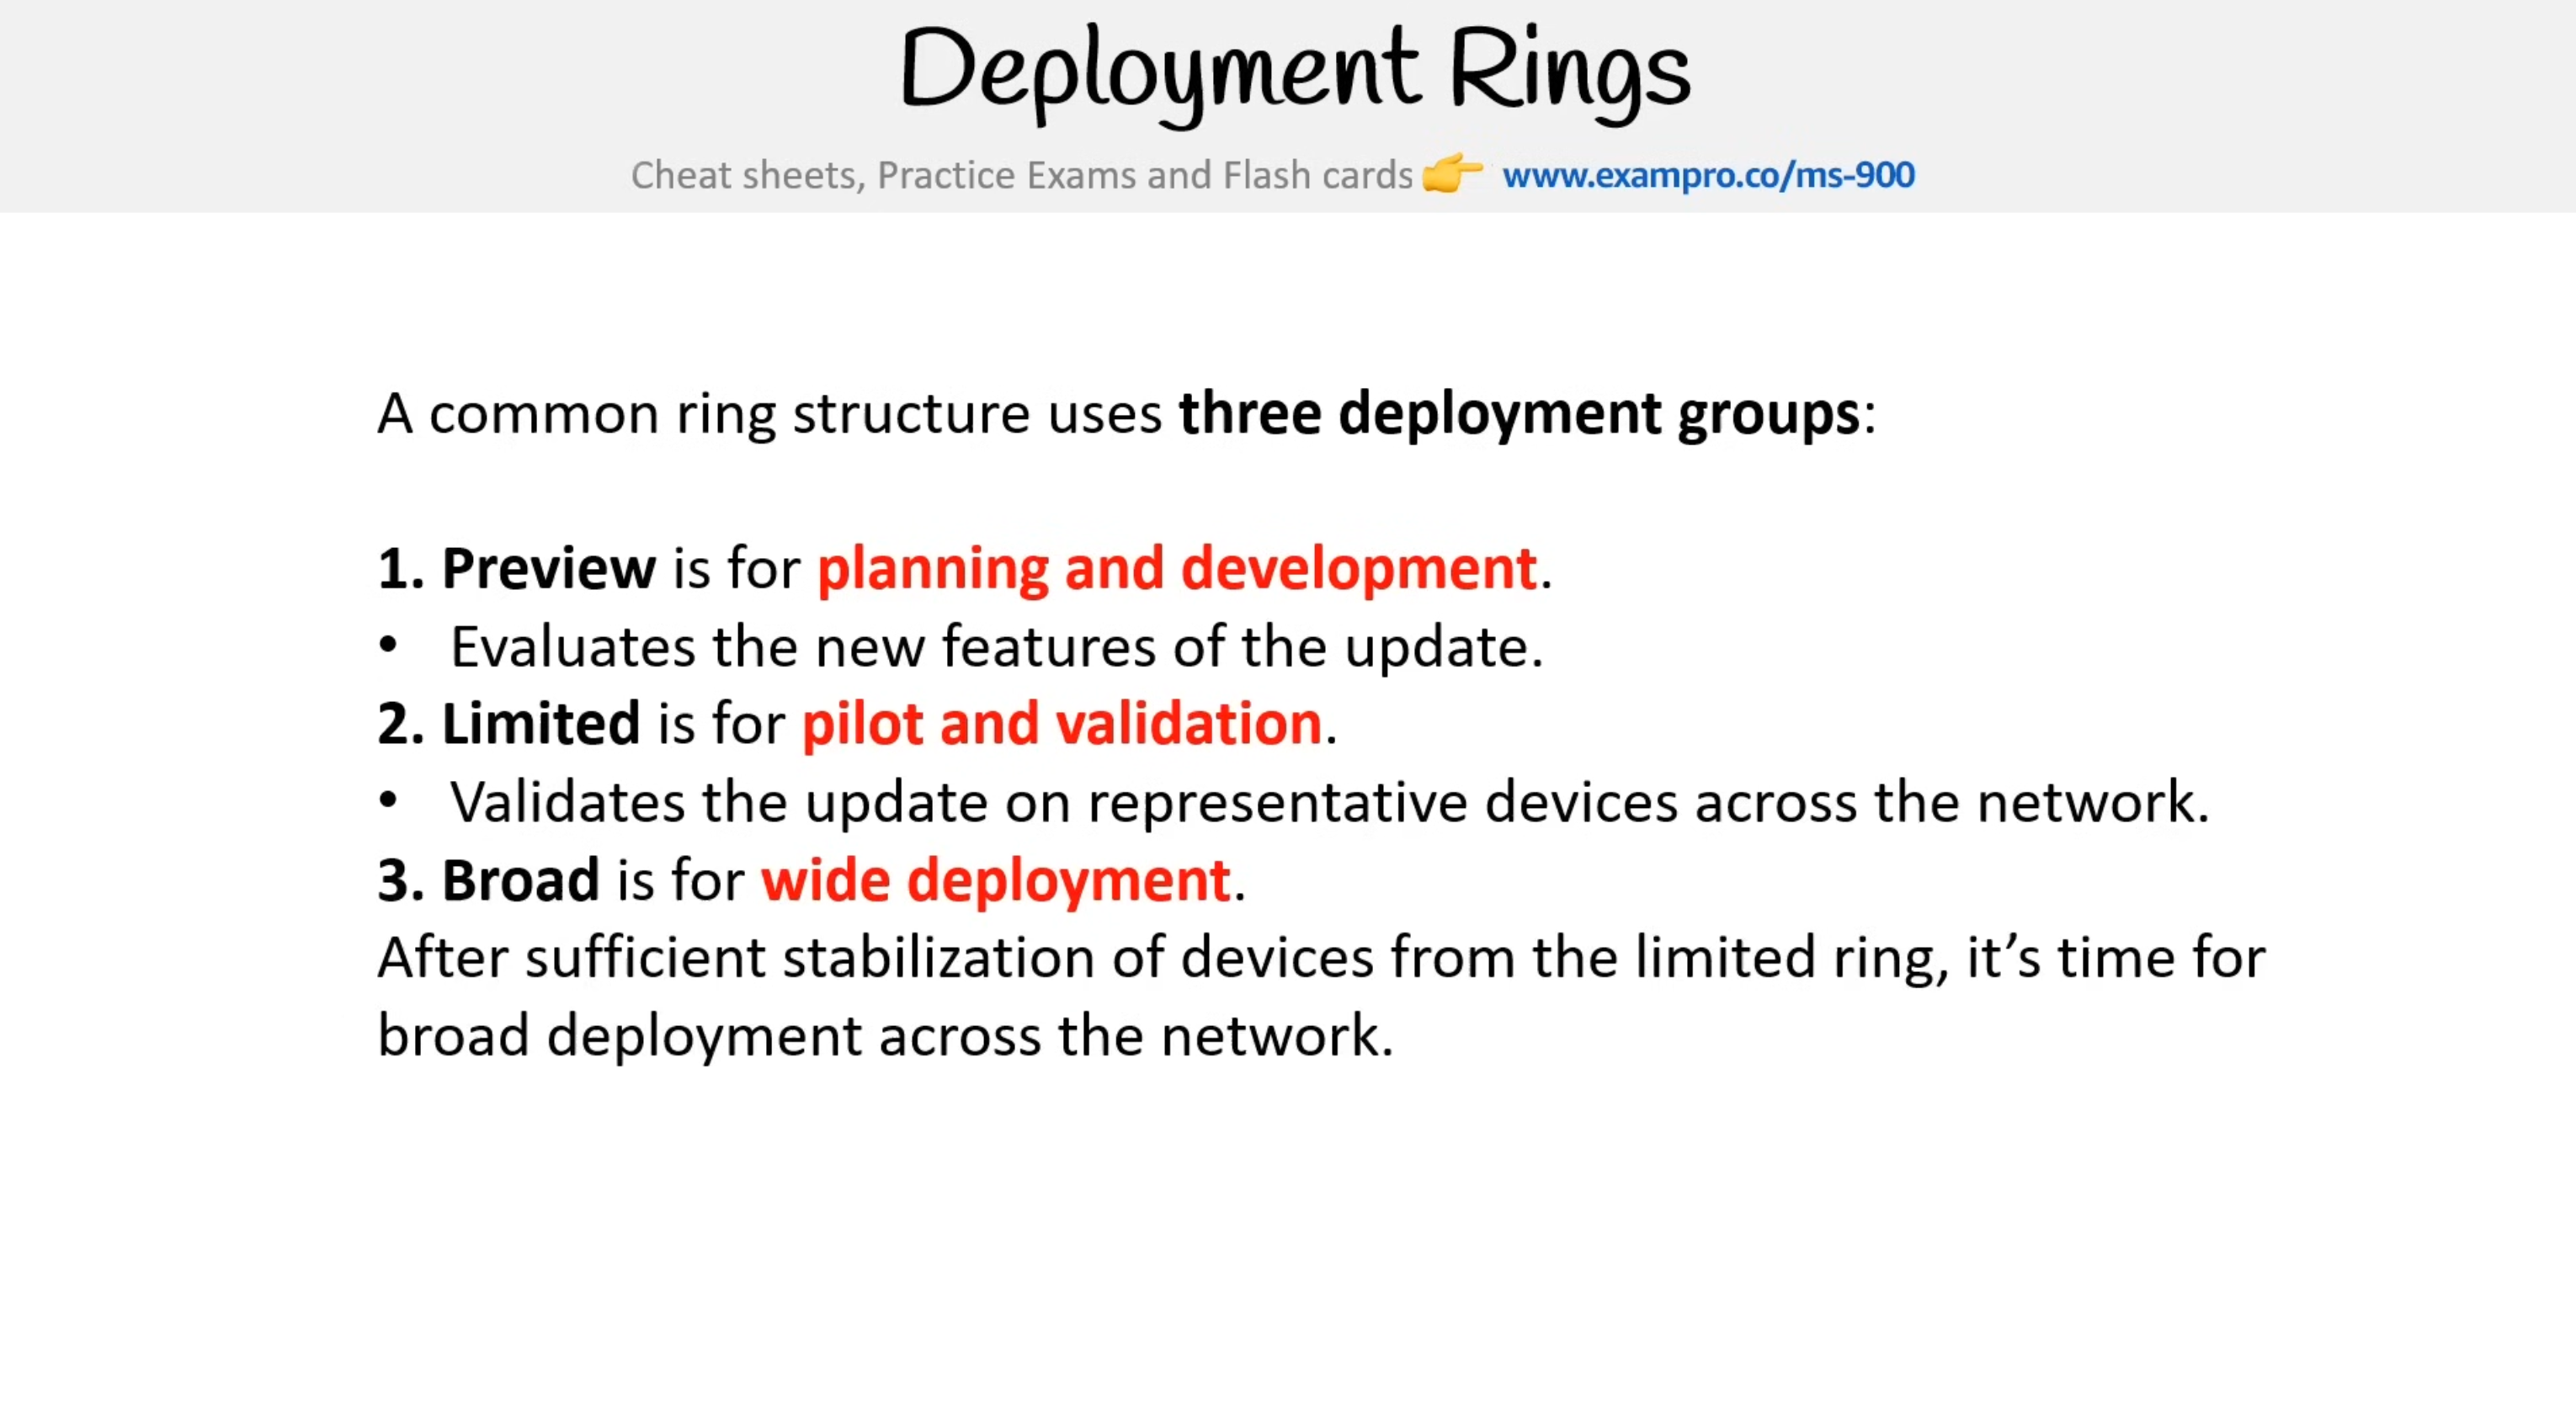 Deployment Rings
Cheat sheets, Practice Exams and Flash cards 👉 www.exampro.co/ms-900
A common ring structure uses three deployment groups:
1. Preview is for planning and development.
• Evaluates the new features of the update.
2. Limited is for pilot and validation.
• Validates the update on representative devices across the network.
3. Broad is for wide deployment.
After sufficient stabilization of devices from the limited ring, it’s time for
broad deployment across the network.